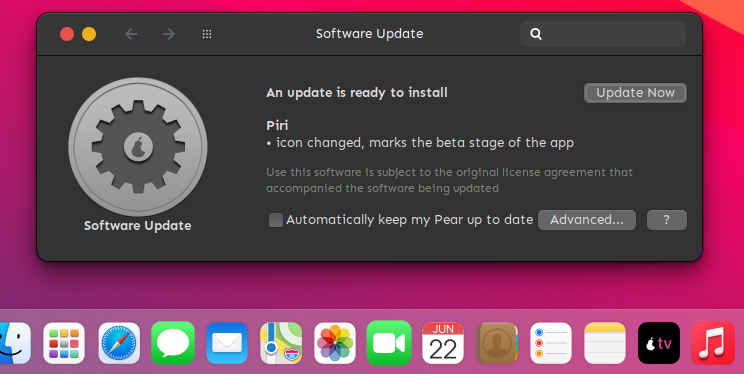 Software Update
An update is ready to install
Update Now
Piri
• icon changed, marks the beta stage of the app
Use this software is subject to the original license agreement that
accompanied the software being updated
Software Update
Automatically keep my Pear up to date
Advanced...
?
JUN
22
tv